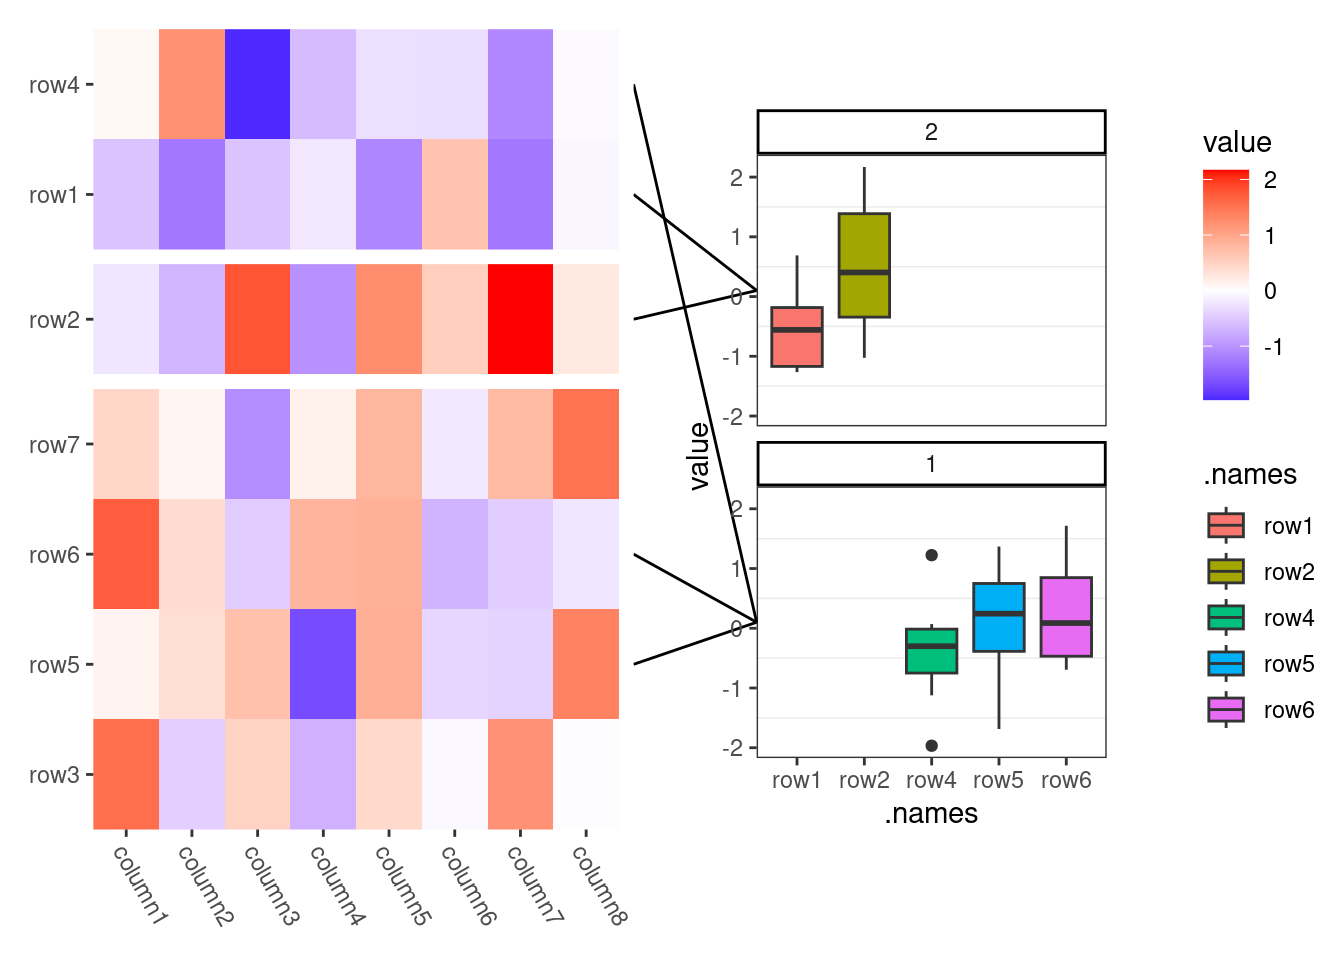 row4
row1
row2
row7
row6
row5
row3
column1
column2
column3
column4
column5
column6
column7
column8
value
2
2
1
0
-1
-2
1
2
1
0
-1
-2
row1 row2 row4 row5 row6
.names
value
2
1
0
-1
.names
row1
row2
row4
row5
row6